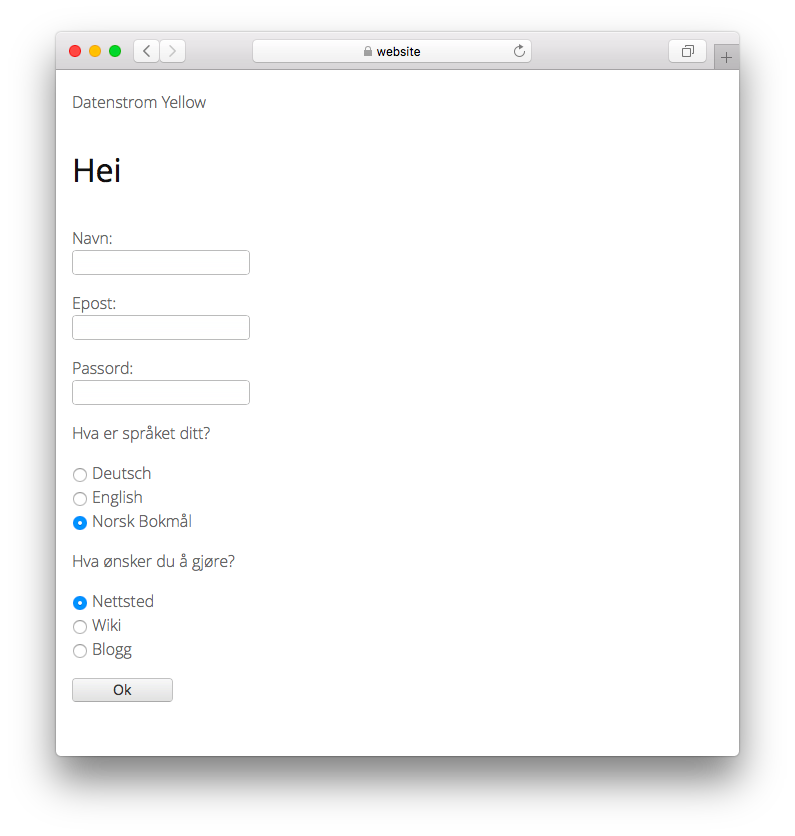 website
Datenstrom Yellow
Hei
Navn:
Epost:
Passord:
Hva er språket ditt?
Deutsch
English
Norsk Bokmål
Hva ønsker du å gjøre?
Nettsted
Wiki
Blogg
Ok